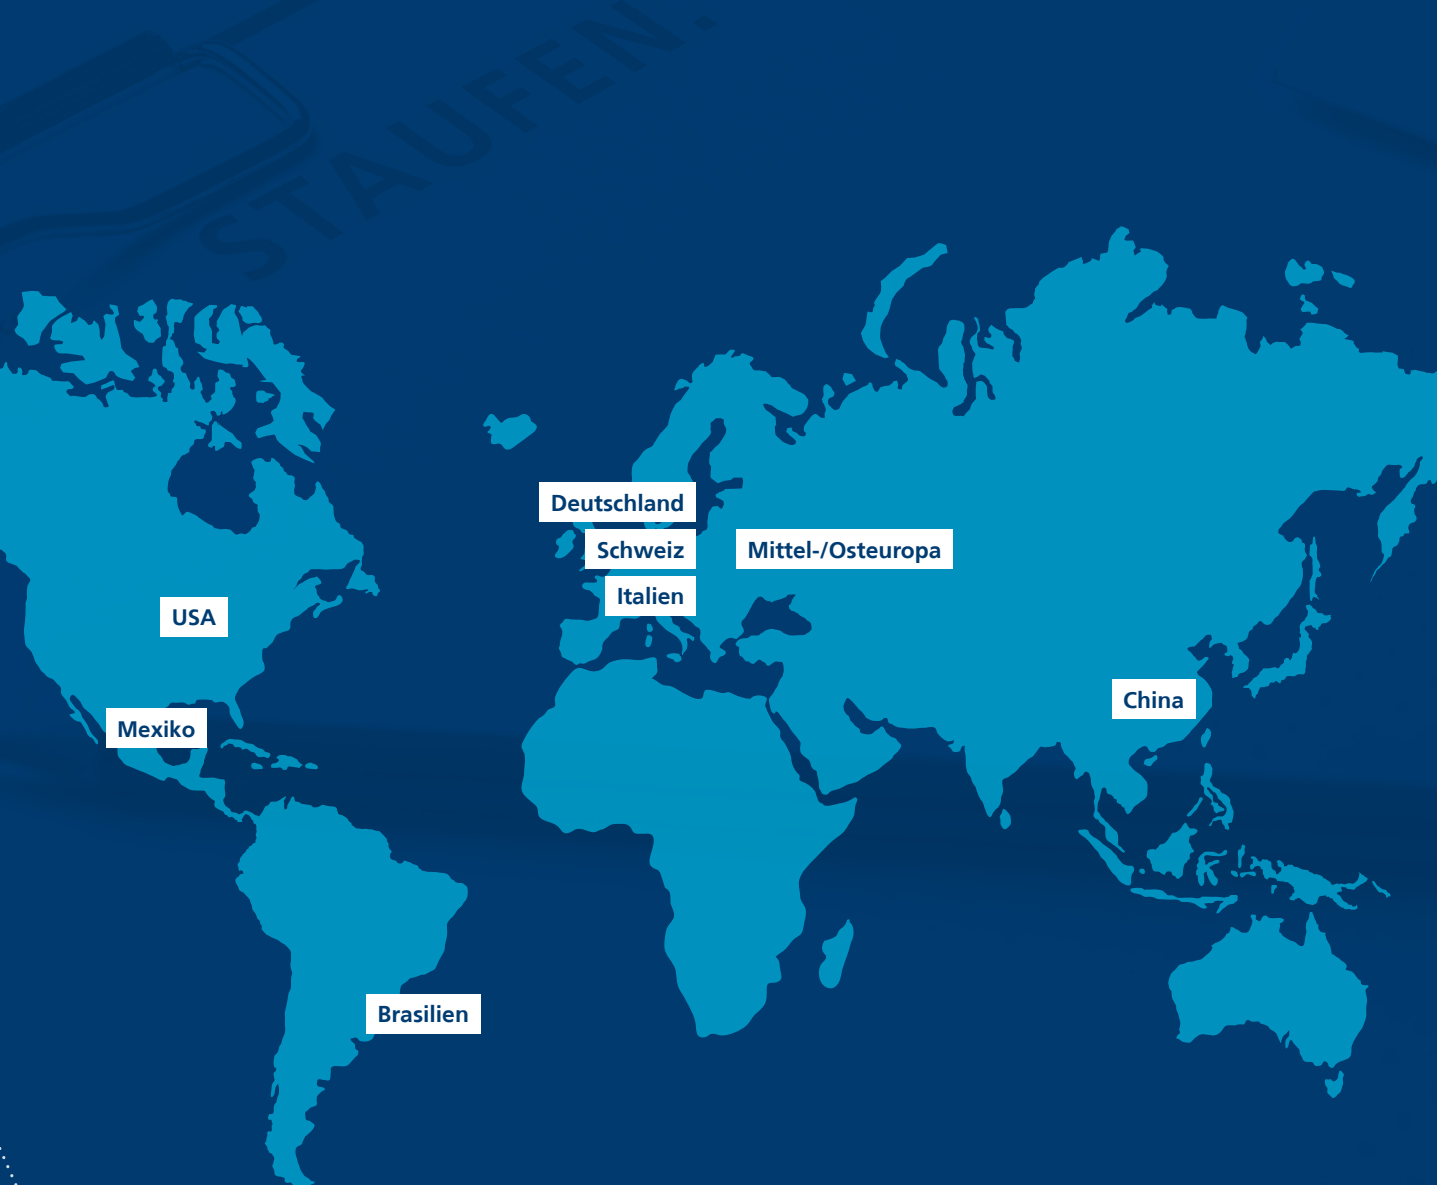 STAUFEN.
Deutschland
Schweiz
Mittel-/Osteuropa
Italien
USA
China
Mexiko
Brasilien